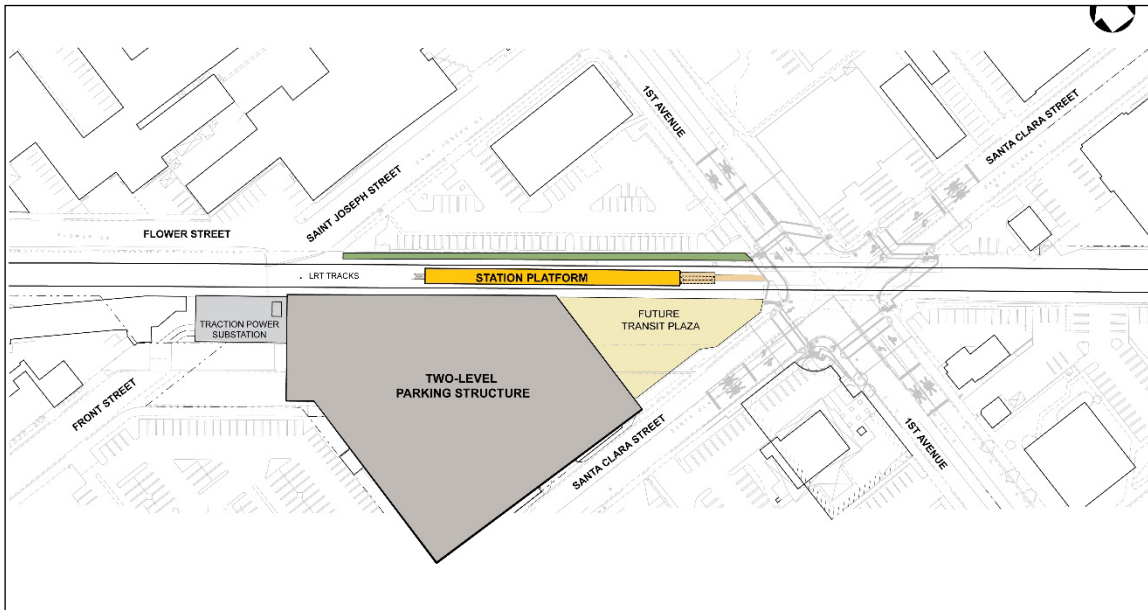 1ST AVENUE
SANTA CLARA STREET
SAINT JOSEPH STREET
FLOWER STREET
LRT TRACKS
STATION PLATFORM
TRACTION POWER
SUBSTATION
FUTURE
TRANSIT PLAZA
TWO-LEVEL
PARKING STRUCTURE
FRONT STREET
SANTA CLARA STREET
1ST AVENUE